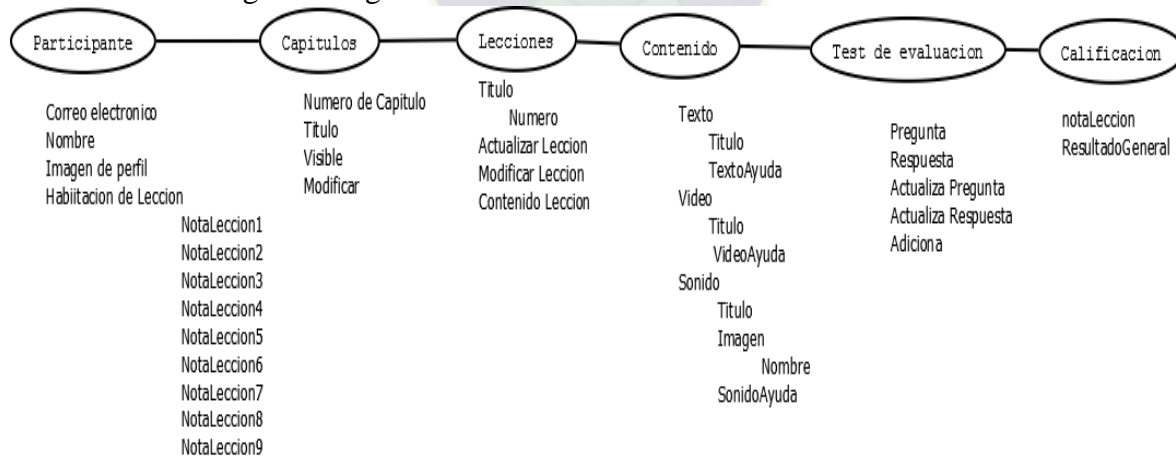 Participante
Correo electronico
Nombre
Imagen de perfil
Habiitacion de Leccion
NotaLeccion1
NotaLeccion2
NotaLeccion3
NotaLeccion4
NotaLeccion5
NotaLeccion6
NotaLeccion7
NotaLeccion8
NotaLeccion9
Capitulos
Numero de Capitulo
Titulo
Visible
Modificar
Lecciones
Titulo
Numero
Actualizar Leccion
Modificar Leccion
Contenido Leccion
Contenido
Texto
Titulo
TextoAyuda
Video
Titulo
VideoAyuda
Sonido
Titulo
Imagen
Nombre
SonidoAyuda
Test de evaluacion
Pregunta
Respuesta
Actualiza Pregunta
Actualiza Respuesta
Adiciona
Calificacion
notaLeccion
ResultadoGeneral